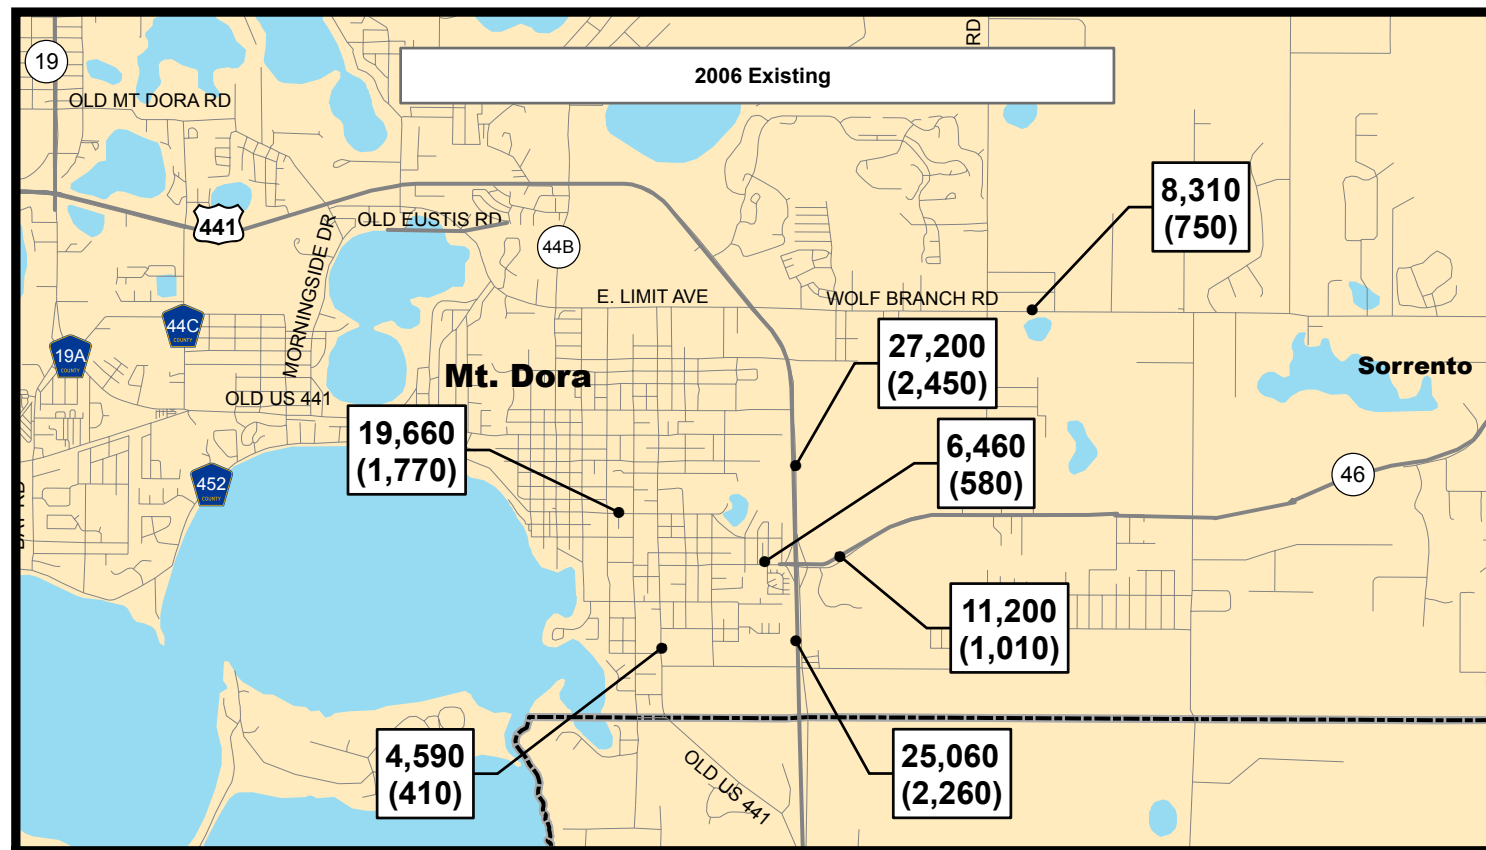 RD
19
2006 Existing
OLD MT DORA RD
8,310
(750)
441
OLD EUSTIS RD
MORNINGSIDE DR
44B
E. LIMIT AVE
WOLF BRANCH RD
44C
COUNTY
19A
COUNTY
27,200
(2,450)
Mt. Dora
Sorrento
OLD US 441
19,660
(1,770)
6,460
(580)
452
COUNTY
46
11,200
(1,010)
4,590
(410)
OLD US 441
25,060
(2,260)